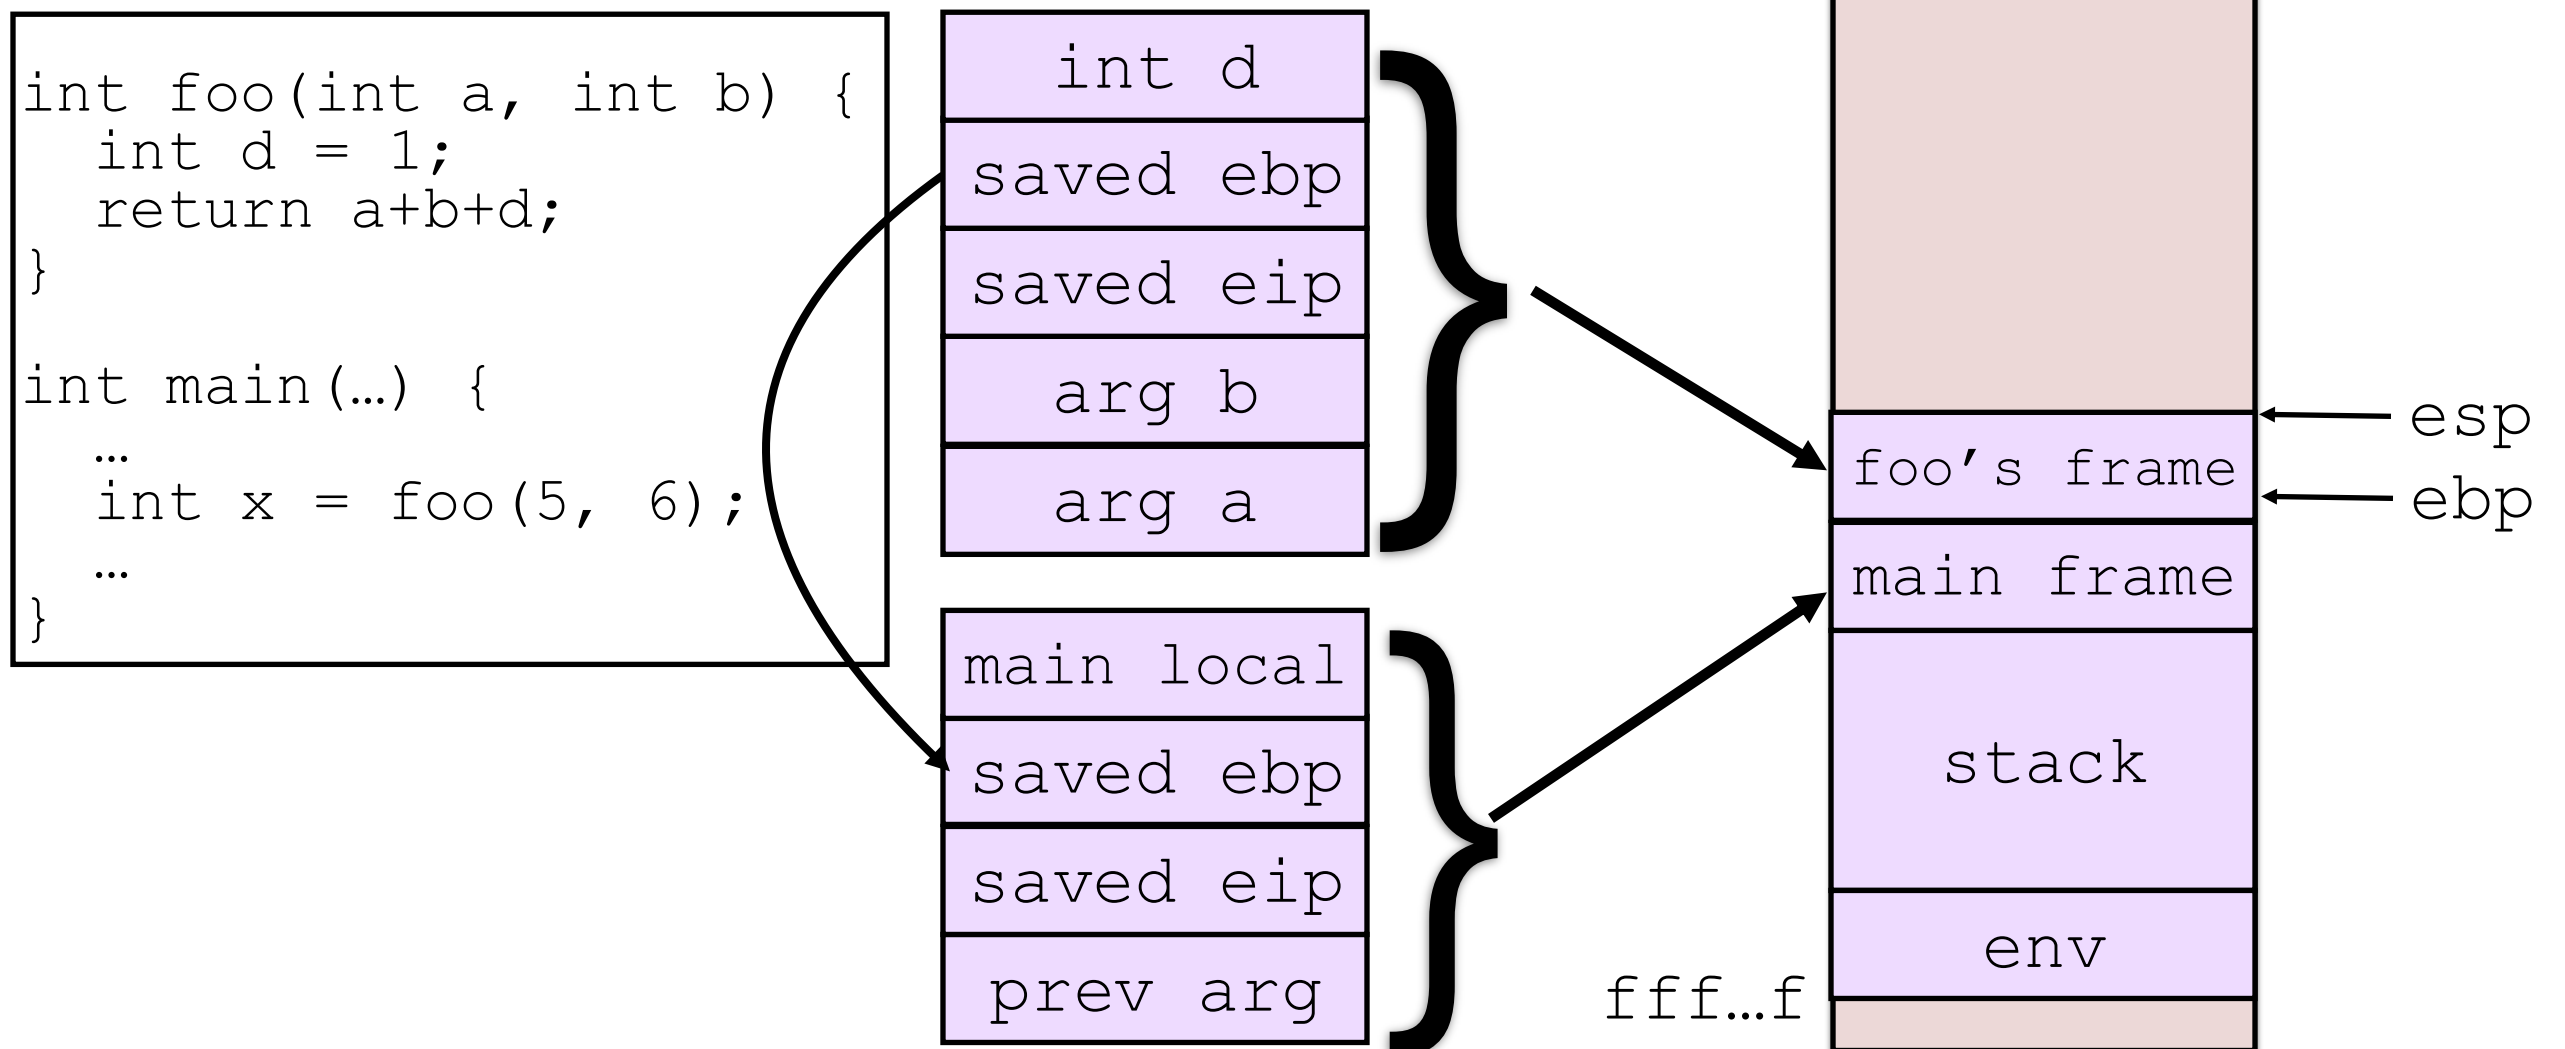 int foo(int a, int b) {
  int d = 1;
  return a+b+d;
}
int main(…) {
  …
  int x = foo(5, 6);
  …
}
int d
saved ebp
saved eip
arg b
arg a
main local
saved ebp
saved eip
prev arg
foo’s frame
main frame
stack
env
fff…f
esp
ebp